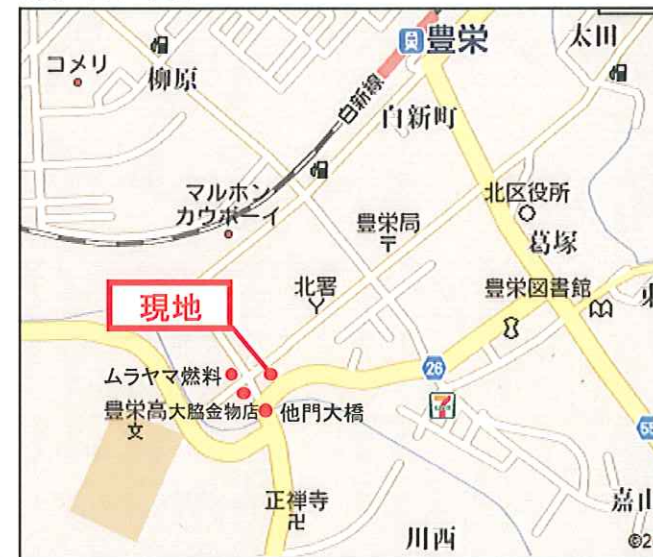 豊栄
太田
コメリ
柳原
白新線
白新町
マルホン
カウボーイ
北区役所
豊栄局
葛塚
北署
豊栄図書館
現地
26
ムラヤマ燃料
豊栄高
大脇金物店
他門大橋
正禅寺
嘉山
川西